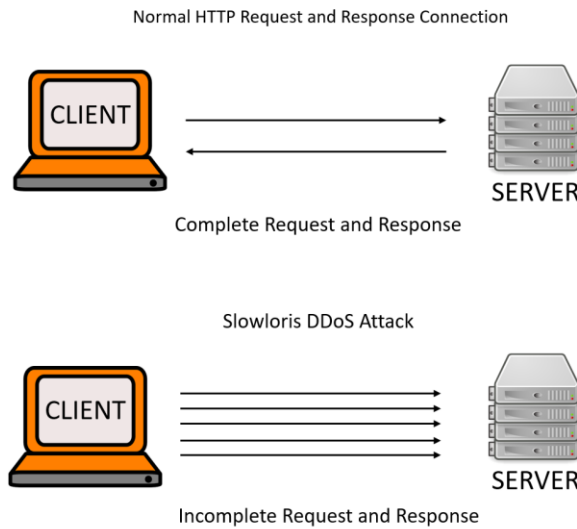 Normal HTTP Request and Response Connection
CLIENT
SERVER
Complete Request and Response
Slowloris DDoS Attack
CLIENT
SERVER
Incomplete Request and Response